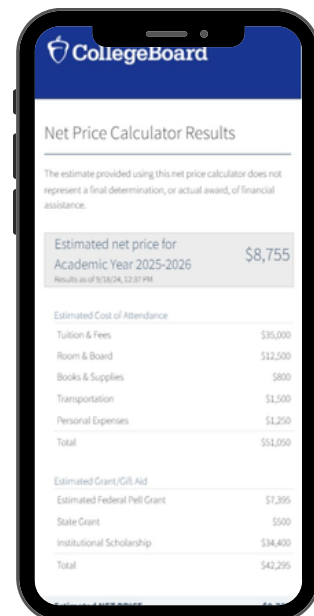 CollegeBoard
Net Price Calculator Results
The estimate provided using this net price calculator does not
represent a final determination, or actual award, of financial
assistance.
Estimated net price for
Academic Year 2025-2026
$8,755
Results as of 9/18/24, 12:37 PM
Estimated Cost of Attendance
Tuition & Fees $35,000
Room & Board $12,500
Books & Supplies $800
Transportation $1,500
Personal Expenses $1,250
Total $51,050
Estimated Grant/Gift Aid
Estimated Federal Pell Grant $7,395
State Grant $500
Institutional Scholarship $34,400
Total $42,295
Estimated NET PRICE